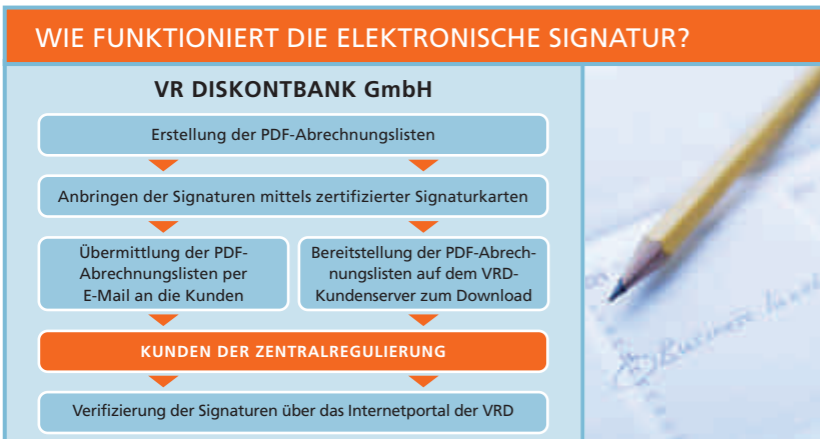 WIE FUNKTIONIERT DIE ELEKTRONISCHE SIGNATUR?
VR DISKONTBANK GmbH
Erstellung der PDF-Abrechnungslisten
Anbringen der Signaturen mittels zertifizierter Signaturkarten
Übermittlung der PDF-
Abrechnungslisten per
E-Mail an die Kunden
Bereitstellung der PDF-Abrech-
nungslisten auf dem VRD-
Kundenserver zum Download
KUNDEN DER ZENTRALREGULIERUNG
Verifizierung der Signaturen über das Internetportal der VRD
Business